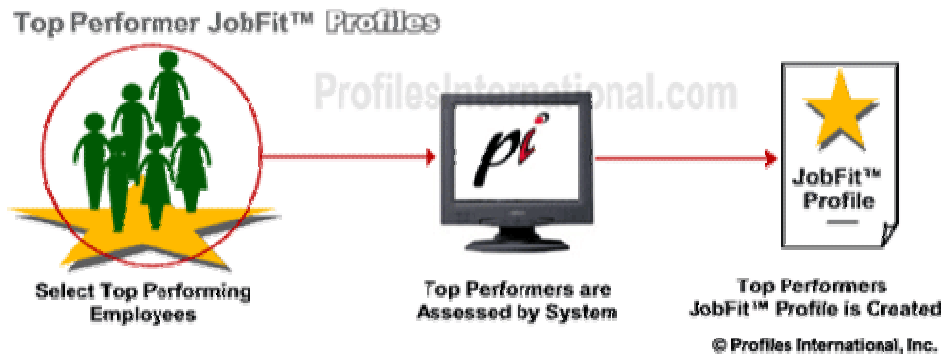 Top Performer JobFit™ Profiles
ProfilesInternational.com
pi
JobFit™
Profile
Select Top Performing
Employees
Top Performers are
Assessed by System
Top Performers
JobFit™ Profile is Created
© Profiles International, Inc.